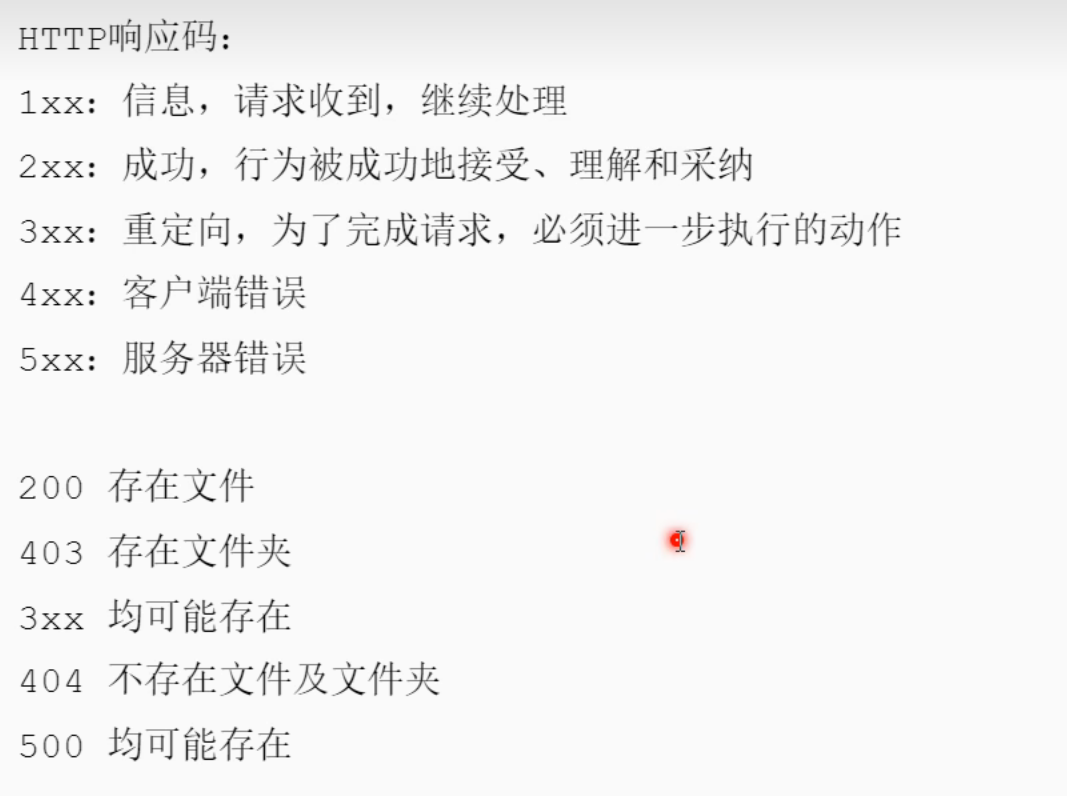 HTTP响应码：
1xx：信息，请求收到，继续处理
2xx：成功，行为被成功地接受、理解和采纳
3xx：重定向，为了完成请求，必须进一步执行的动作
4xx：客户端错误
5xx：服务器错误
200 存在文件
403 存在文件夹
3xx 均可能存在
404 不存在文件及文件夹
500 均可能存在